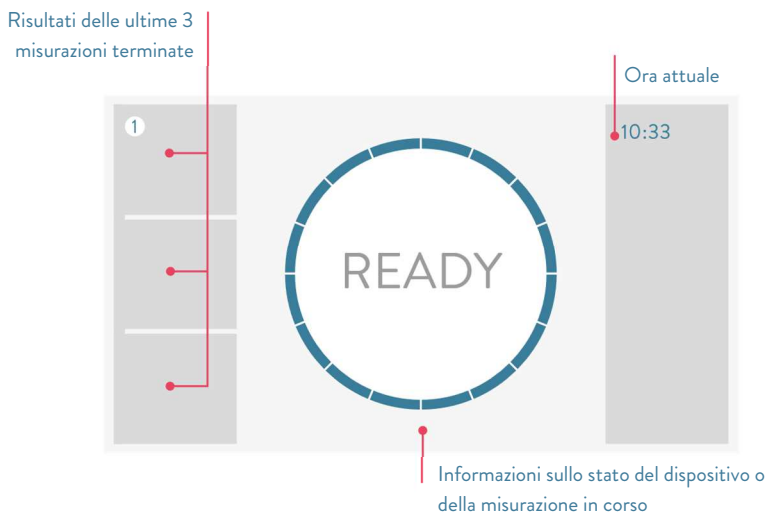 Risultati delle ultime 3
misurazioni terminate
Ora attuale
1
10:33
READY
Informazioni sullo stato del dispositivo o
della misurazione in corso